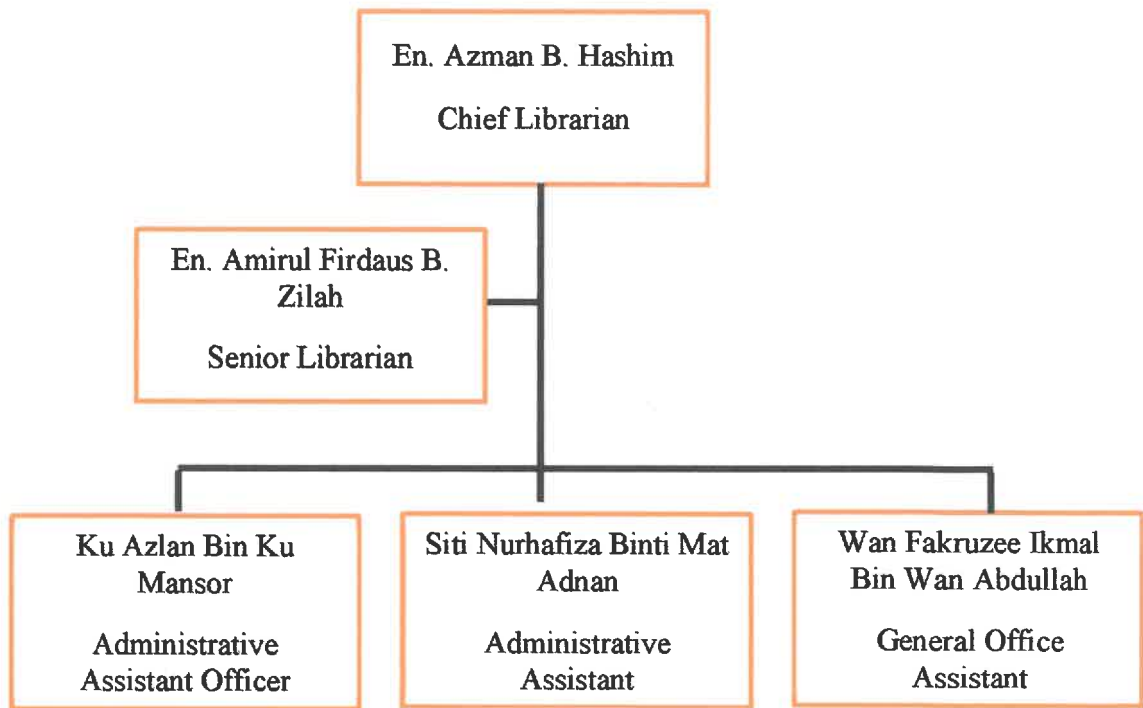 En. Azman B. Hashim
Chief Librarian
En. Amirul Firdaus B.
Zilah
Senior Librarian
Ku Azlan Bin Ku
Mansor
Administrative
Assistant Officer
Siti Nurhafiza Binti Mat
Adnan
Administrative
Assistant
Wan Fakruzee Ikmal
Bin Wan Abdullah
General Office
Assistant